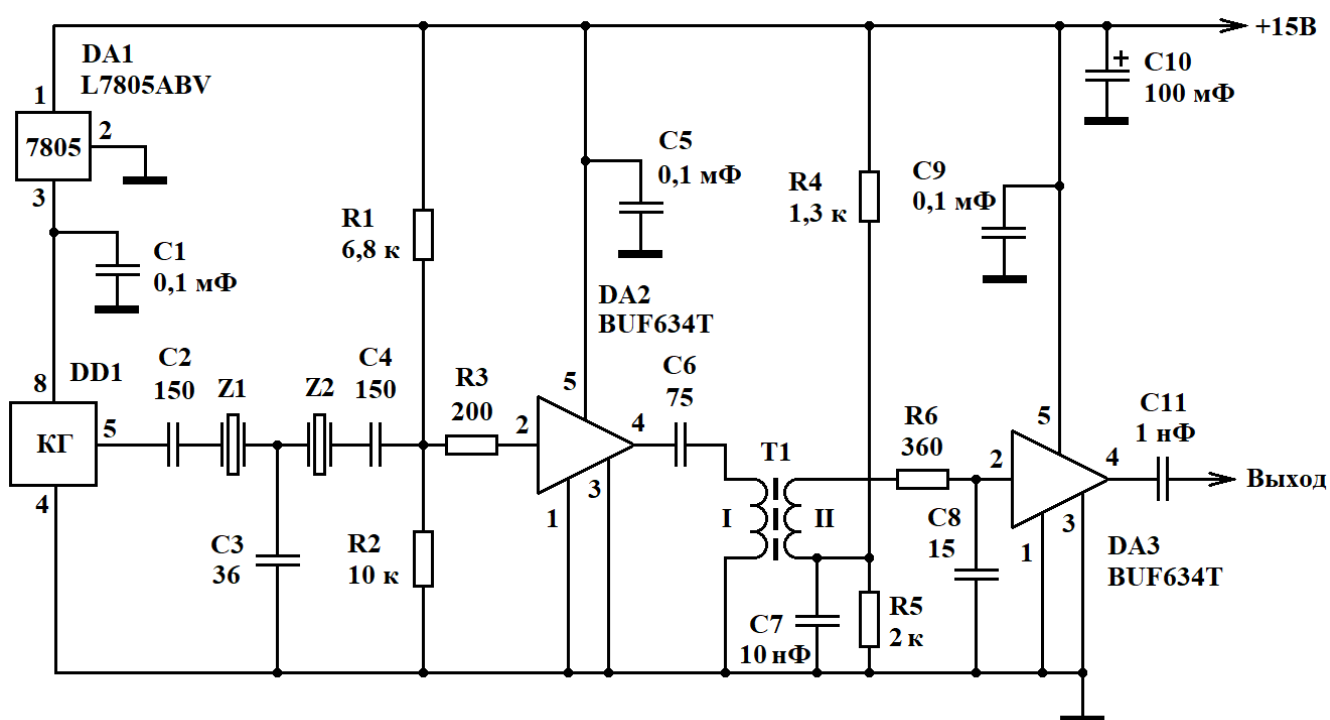 +15В
DA1
L7805ABV
1
7805
2
3
C1
0,1 мФ
R1
6,8 к
C5
0,1 мФ
R4
1,3 к
C9
0,1 мФ
C10
+
100 мФ
DA2
BUF634T
8
DD1
КГ
5
4
C2
150
Z1
Z2
C4
150
C3
36
R2
10 к
R3
200
2
5
4
1
3
C6
75
T1
I
II
C7
10 нФ
R5
2 к
R6
360
C8
15
2
5
4
1
3
DA3
BUF634T
C11
1 нФ
Выход